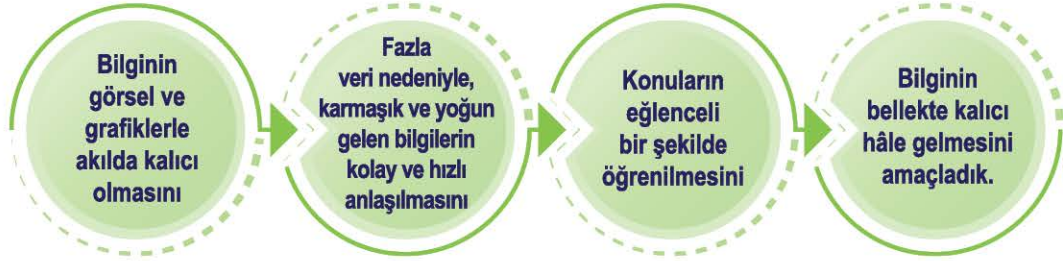 Bilginin
görsel ve
grafiklerle
akılda kalıcı
olmasını
Fazla
veri nedeniyle,
karmaşık ve yoğun
gelen bilgilerin
kolay ve hızlı
anlaşılmasını
Konuların
eğlenceli
bir şekilde
öğrenilmesini
Bilginin
bellekte kalıcı
hâle gelmesini
amaçladık.